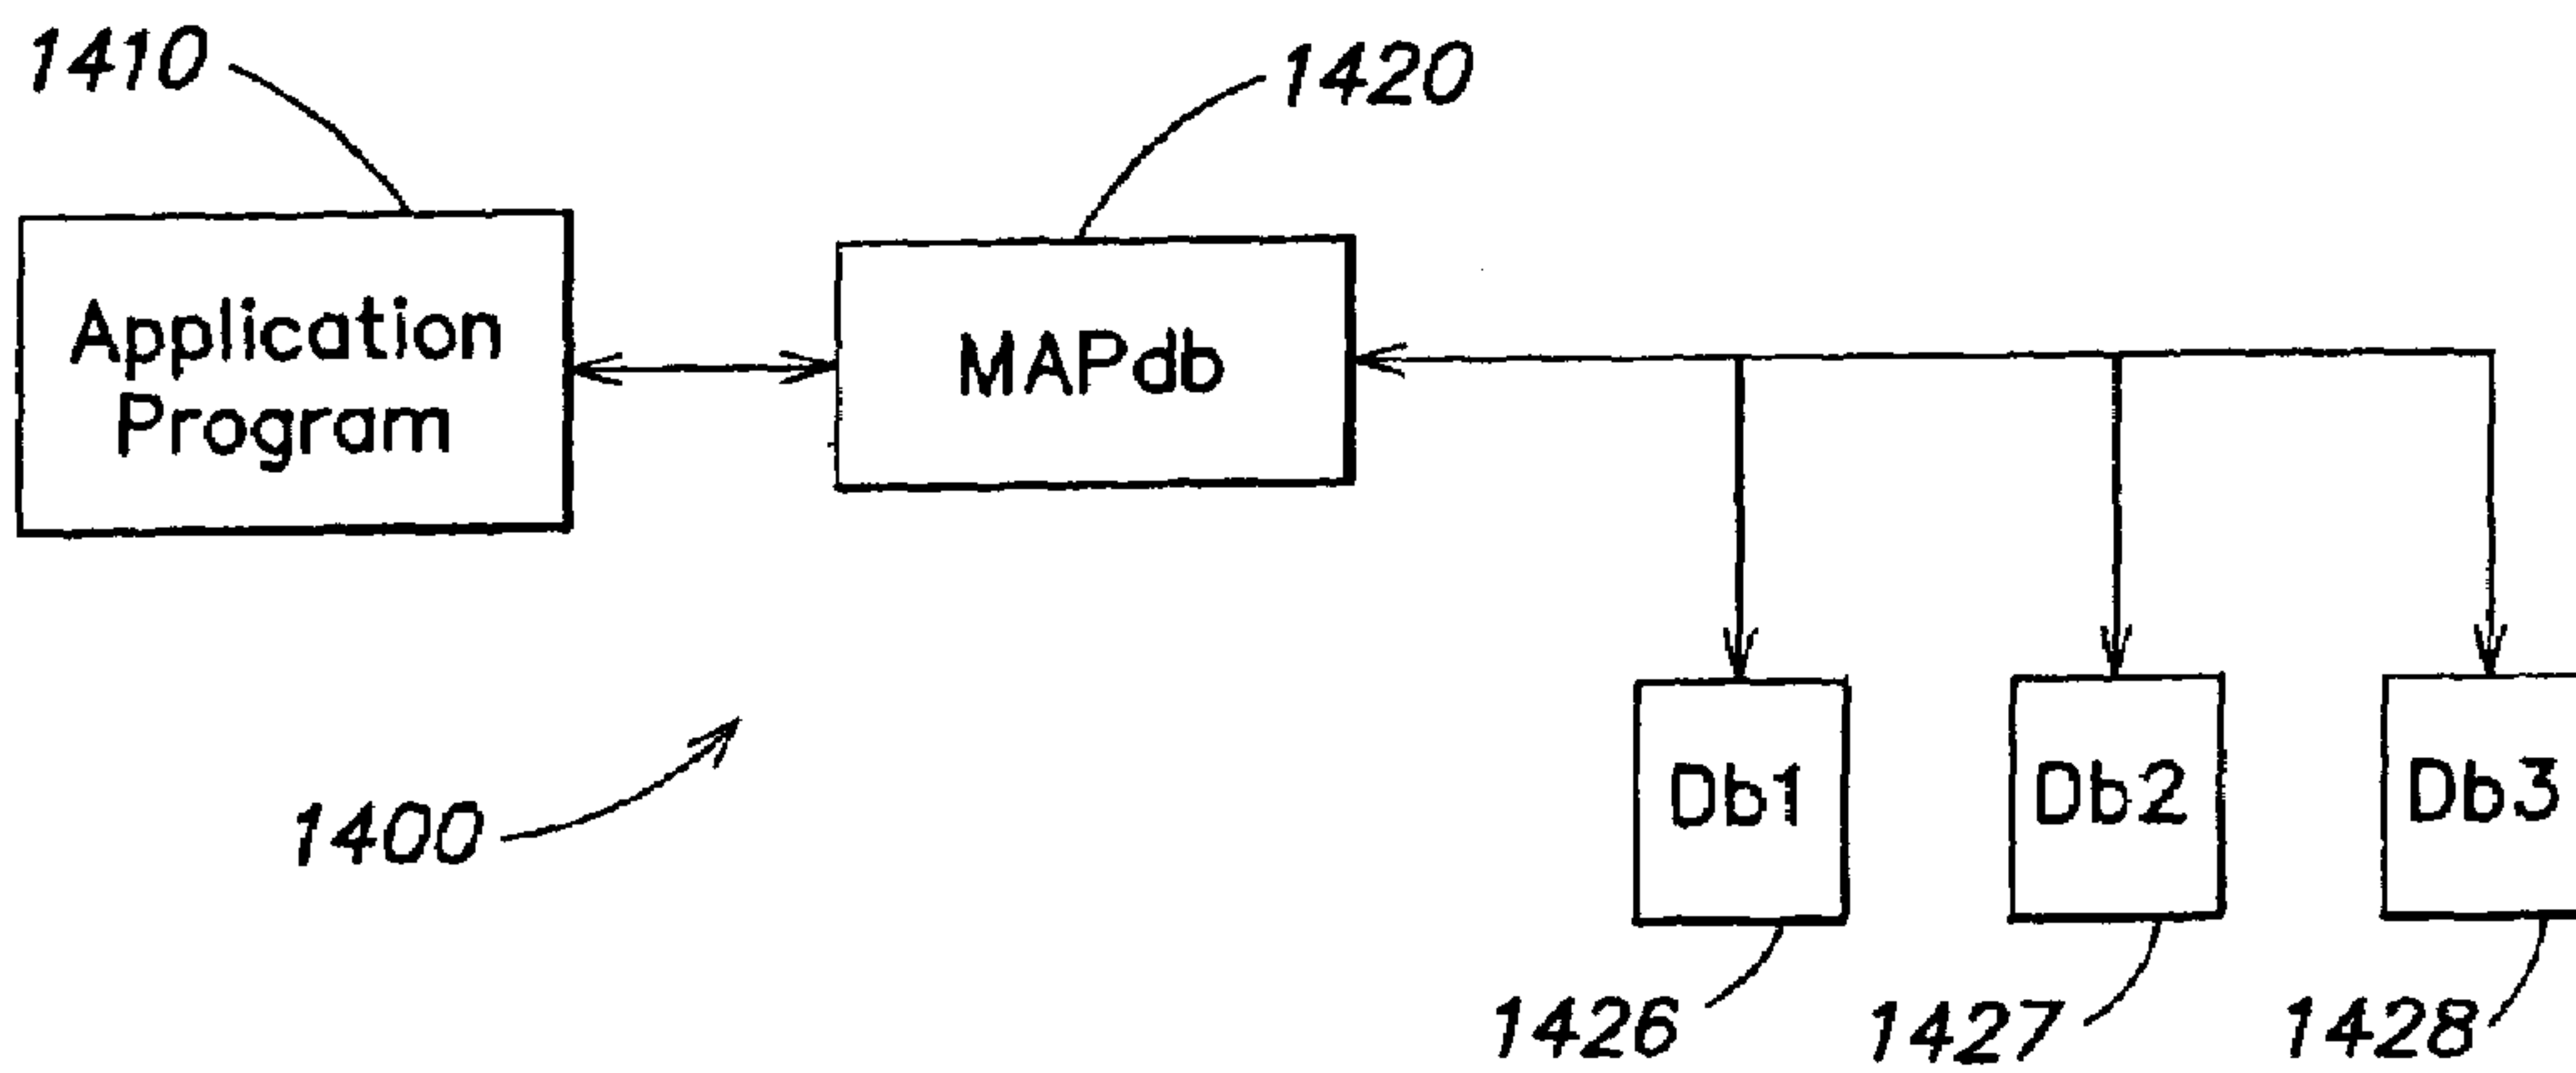 1410
1420
Application
Program
MAPdb
1400
Db1
Db2
Db3
1426
1427
1428